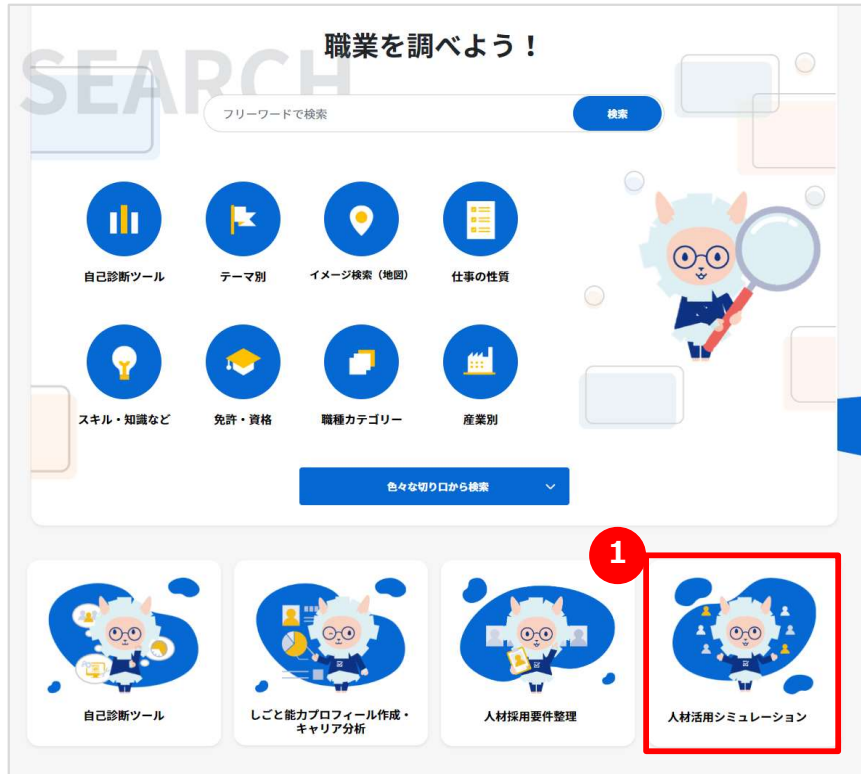 SEARCH
職業を調べよう！
フリーワードで検索
検索
自己診断ツール
テーマ別
イメージ検索（地図）
仕事の性質
スキル・知識など
免許・資格
職種カテゴリー
産業別
色々な切り口から検索
1
自己診断ツール
しごと能力プロフィール作成・
キャリア分析
人材採用要件整理
人材活用シミュレーション